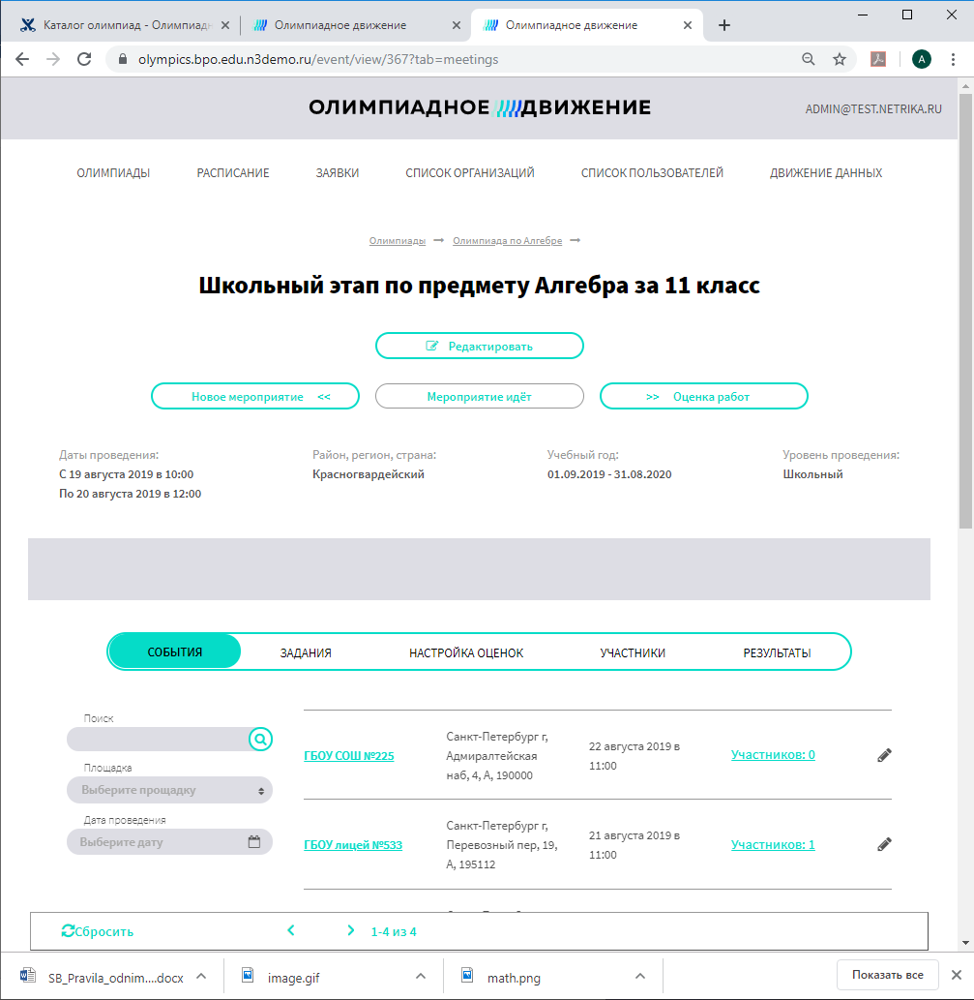 Каталог олимпиад - Олимпиадн
Олимпиадное движение
Олимпиадное движение
olympics.bpo.edu.n3demo.ru/event/view/367?tab=meetings
A
ОЛИМПИАДНОЕ ДВИЖЕНИЕ
ADMIN@TEST.NETRIKA.RU
ОЛИМПИАДЫ РАСПИСАНИЕ ЗАЯВКИ СПИСОК ОРГАНИЗАЦИЙ СПИСОК ПОЛЬЗОВАТЕЛЕЙ ДВИЖЕНИЕ ДАННЫХ
Олимпиады → Олимпиада по Алгебре →
Школьный этап по предмету Алгебра за 11 класс
Редактировать
Новое мероприятие << Мероприятие идёт >> Оценка работ
Даты проведения: Район, регион, страна: Учебный год: Уровень проведения:
С 19 августа 2019 в 10:00 Красногвардейский 01.09.2019 - 31.08.2020 Школьный
По 20 августа 2019 в 12:00
СОБЫТИЯ ЗАДАНИЯ НАСТРОЙКА ОЦЕНОК УЧАСТНИКИ РЕЗУЛЬТАТЫ
Поиск
Площадка
Выберите прощадку
Дата проведения
Выберите дату
ГБОУ СОШ №225
Санкт-Петербург г,
Адмиралтейская
наб, 4, А, 190000
22 августа 2019 в
11:00
Участников: 0
ГБОУ лицей №533
Санкт-Петербург г,
Перевозный пер, 19,
А, 195112
21 августа 2019 в
11:00
Участников: 1
Сбросить < > 1-4 из 4
SB_Pravila_odnim....docx image.gif math.png Показать все